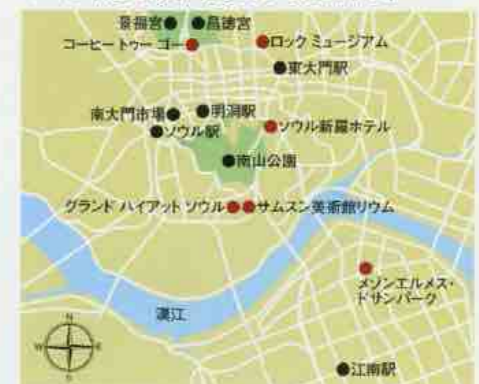 景福宮 昌徳宮
コーヒー トゥー ゴー ロック ミュージアム
東大門駅
南大門市場 明洞駅
ソウル駅 ソウル新羅ホテル
南山公園
グランド ハイアット ソウル サムスン美術館リウム
メゾンエルメス・
ドサンパーク
漢江
N
W E
S
江南駅